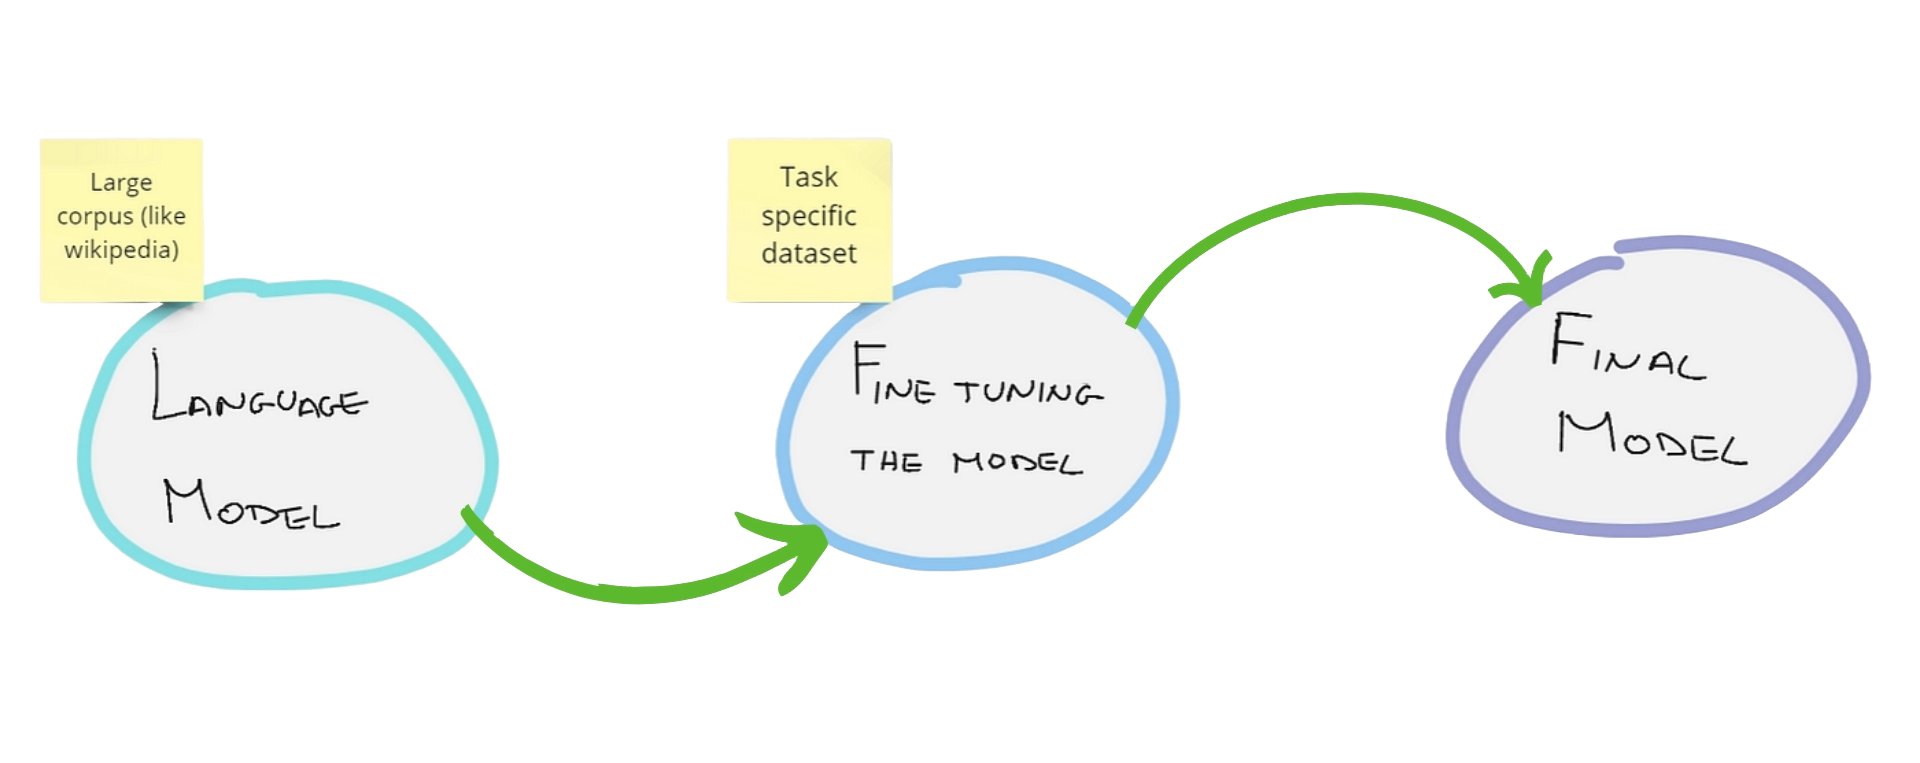 Large
corpus (like
wikipedia)
LANGUAGE
MODEL
Task
specific
dataset
FINE TUNING
THE MODEL
FINAL
MODEL